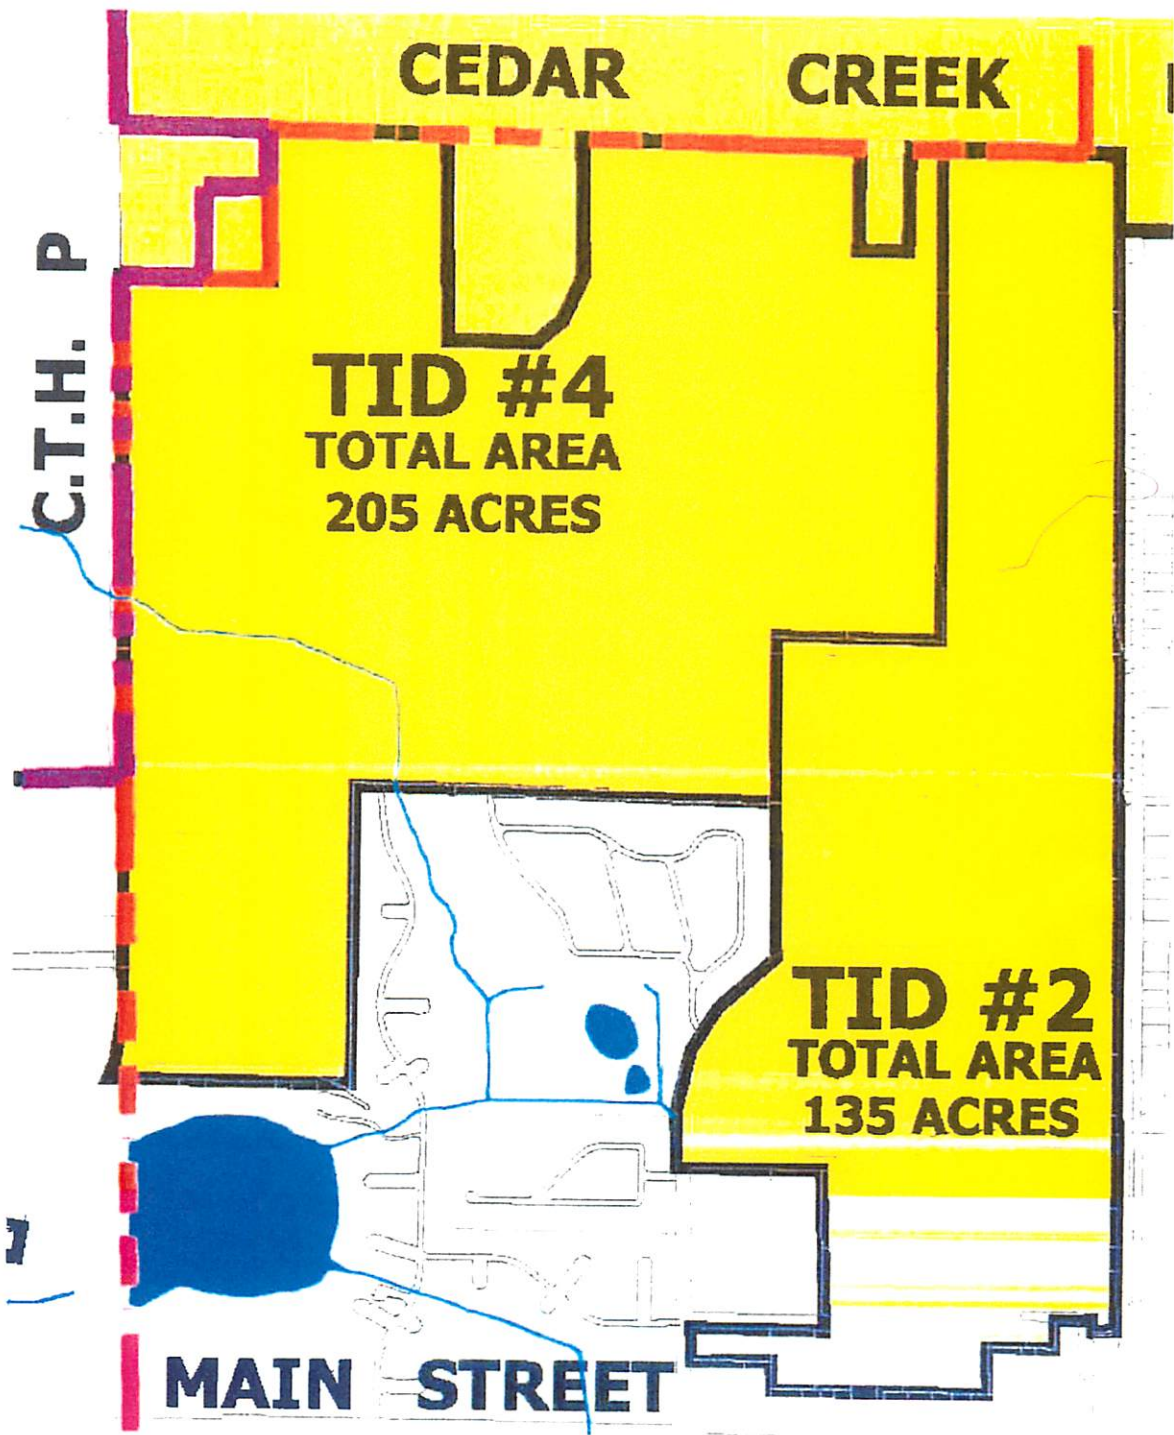 CEDAR CREEK
C.T.H. P
TID #4
TOTAL AREA
205 ACRES
TID #2
TOTAL AREA
135 ACRES
MAIN STREET